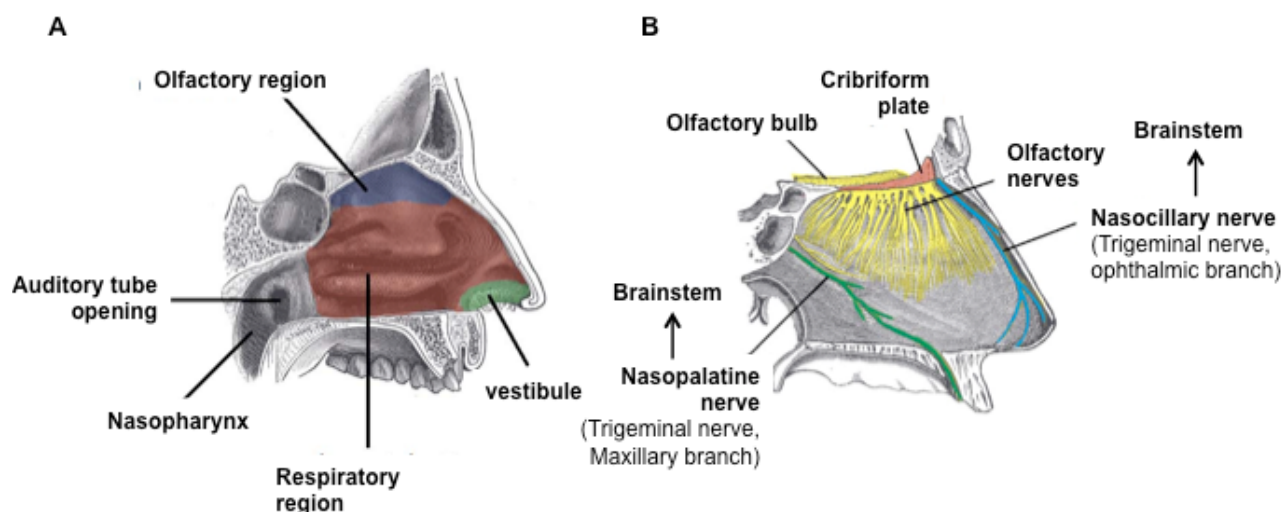 A
Olfactory region
Auditory tube
opening
Nasopharynx
Respiratory
region
vestibule
B
Cribriform
plate
Olfactory bulb
Olfactory
nerves
Brainstem
Nasocillary nerve
(Trigeminal nerve,
ophthalmic branch)
Brainstem
Nasopalatine
nerve
(Trigeminal nerve,
Maxillary branch)